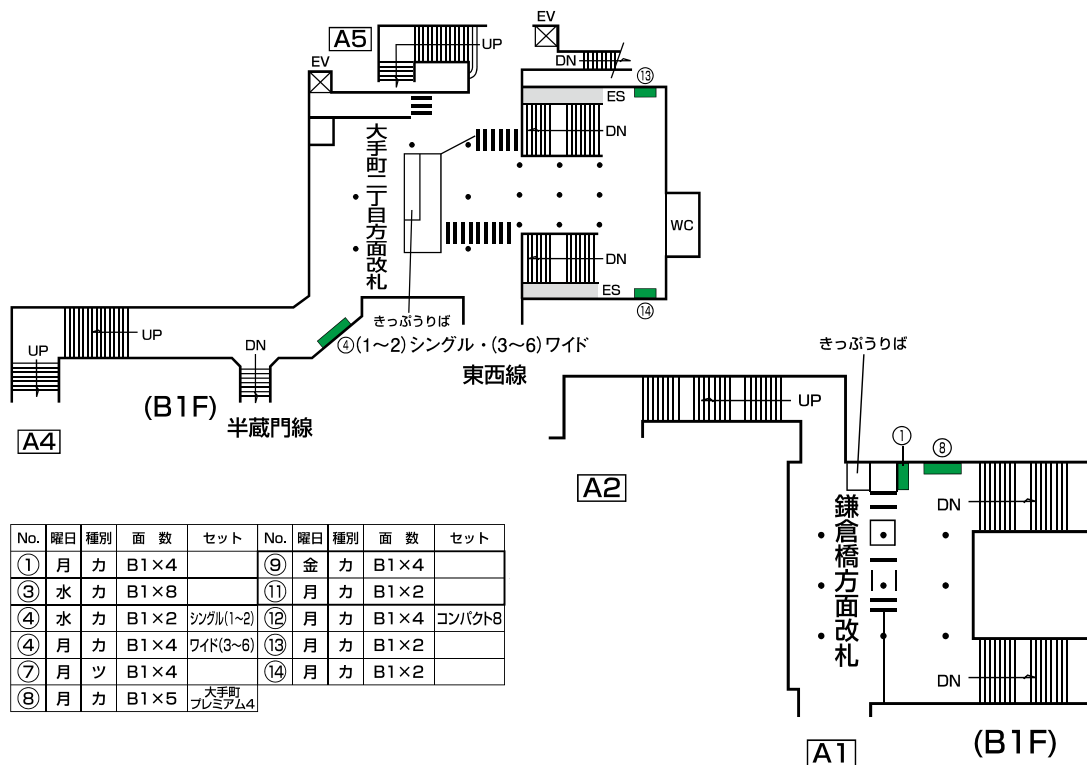 EV
A5
UP
EV
DN
⑬
ES
DN
大手町二丁目方面改札
WC
DN
ES
⑭
きっぷうりば
④(1〜2)シングル・(3〜6)ワイド
東西線
UP
UP
DN
(B1F)
半蔵門線
A4
きっぷうりば
UP
①
⑧
A2
DN
鎌倉橋方面改札
DN
A1
(B1F)
No. 曜日 種別 面 数 セット No. 曜日 種別 面 数 セット
① 月 カ B1×4 ⑨ 金 カ B1×4
③ 水 カ B1×8 ⑪ 月 カ B1×2
④ 水 カ B1×2 シングル(1~2) ⑫ 月 カ B1×4 コンパクト8
④ 月 カ B1×4 ワイド(3~6) ⑬ 月 カ B1×2
⑦ 月 ツ B1×4 ⑭ 月 カ B1×2
⑧ 月 カ B1×5 大手町
プレミアム4